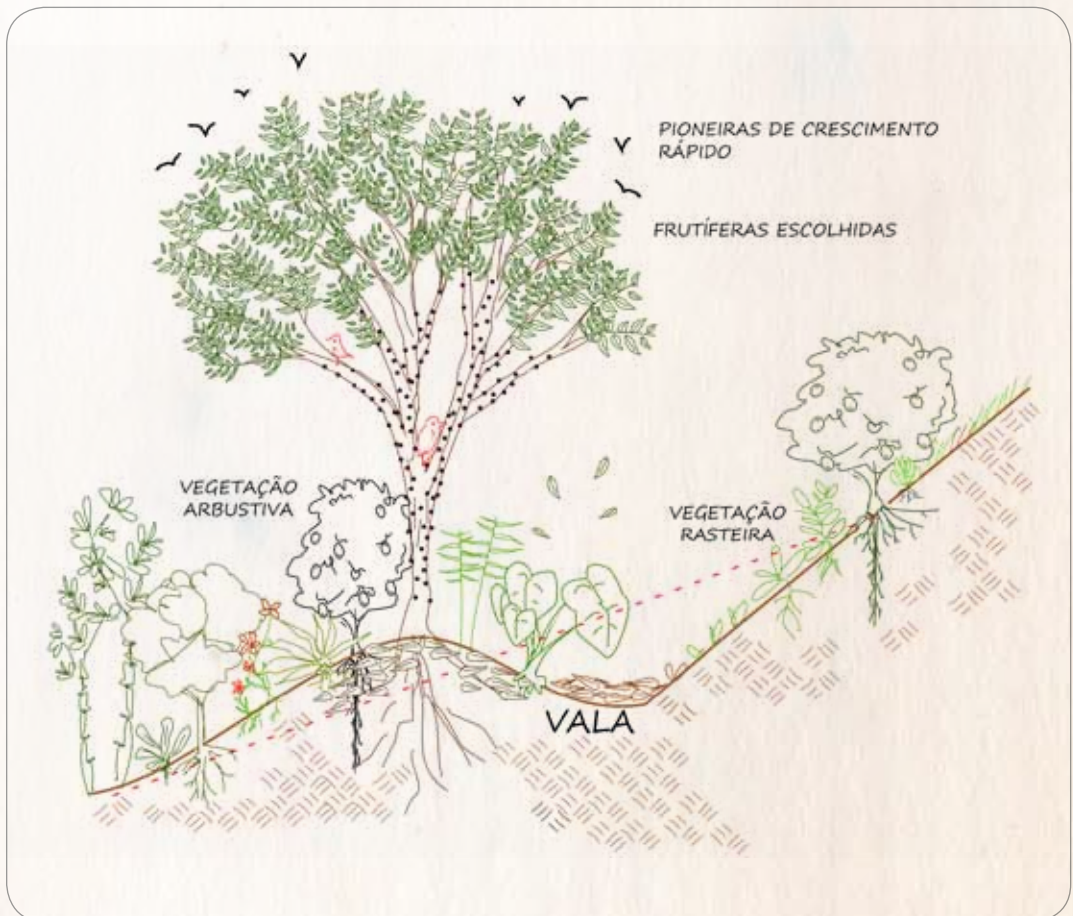 PIONEIRAS DE CRESCIMENTO
RÁPIDO
FRUTÍFERAS ESCOLHIDAS
VEGETAÇÃO
ARBUSTIVA
VEGETAÇÃO
RASTEIRA
VALA